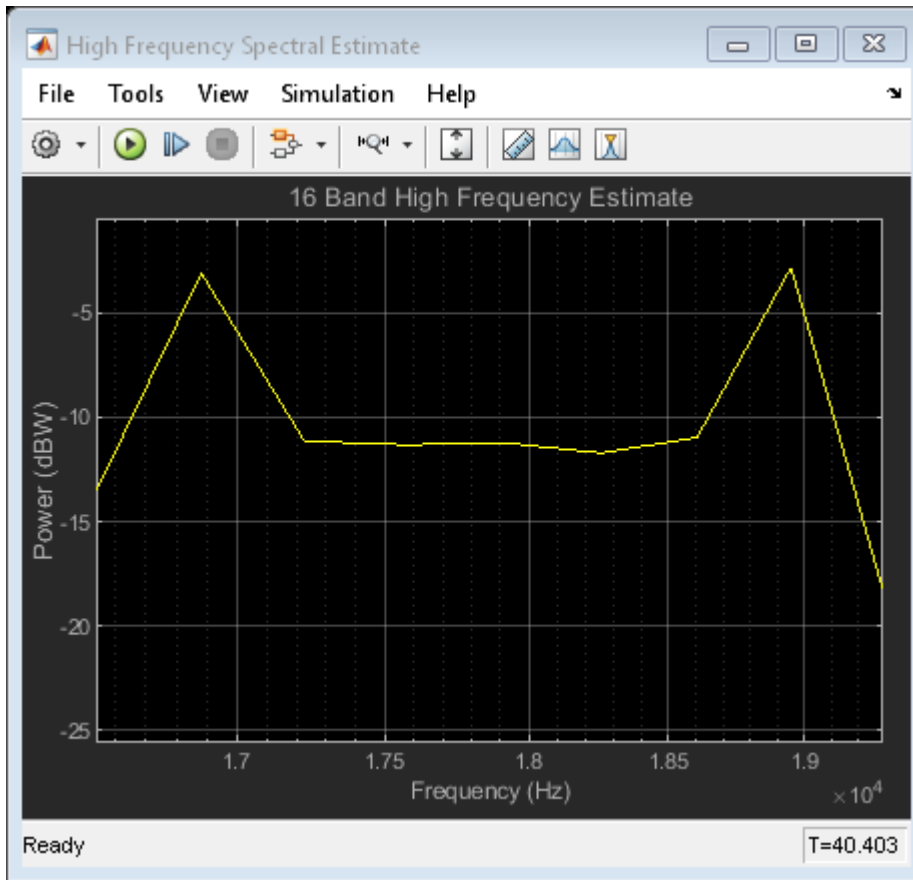 High Frequency Spectral Estimate
File Tools View Simulation Help
16 Band High Frequency Estimate
Power (dBW)
-5
-10
-15
-20
-25
1.7 1.75 1.8 1.85 1.9
Frequency (Hz)
×10⁴
Ready
T=40.403